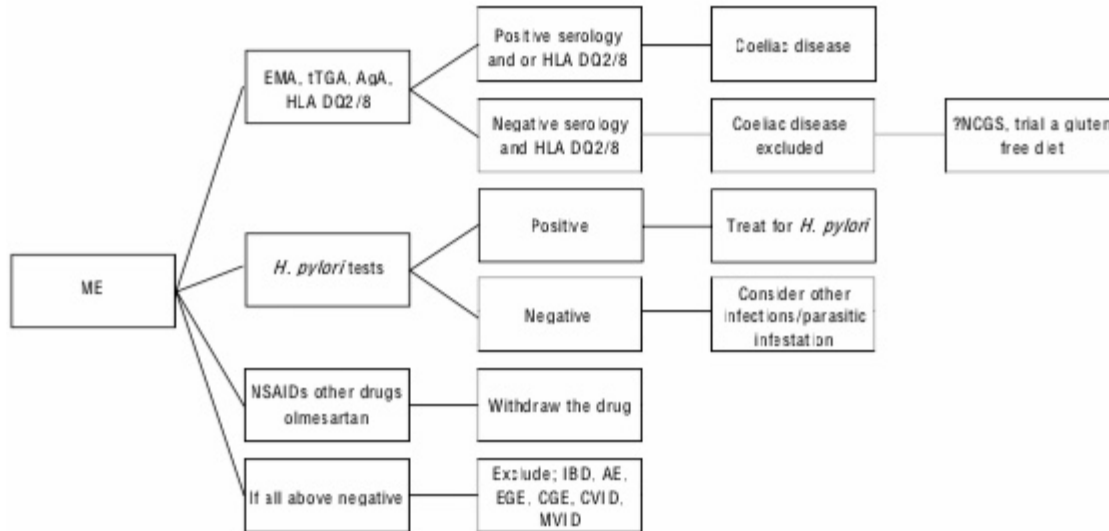 ME
EMA, tTGA, AgA,
HLA DQ2/8
Positive serology
and or HLA DQ2/8
Coeliac disease
Negative serology
and HLA DQ2/8
Coeliac disease
excluded
?NCGS, trial a gluten
free diet
H. pylori tests
Positive
Treat for H. pylori
Negative
Consider other
infections/parasitic
infestation
NSAIDs other drugs
olmesartan
Withdraw the drug
If all above negative
Exclude; IBD, AE,
EGE, CGE, CVID,
MVID